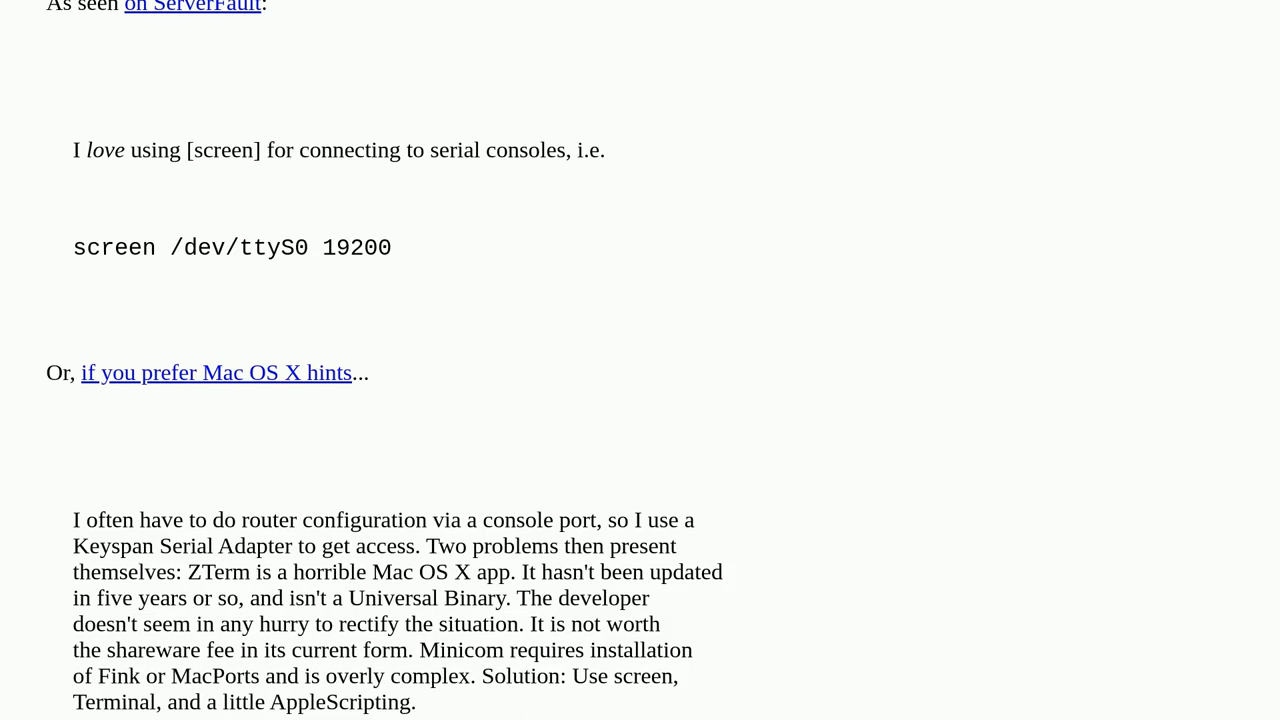 As seen on ServerFault:
I love using [screen] for connecting to serial consoles, i.e.
screen /dev/ttyS0 19200
Or, if you prefer Mac OS X hints...
I often have to do router configuration via a console port, so I use a
Keyspan Serial Adapter to get access. Two problems then present
themselves: ZTerm is a horrible Mac OS X app. It hasn't been updated
in five years or so, and isn't a Universal Binary. The developer
doesn't seem in any hurry to rectify the situation. It is not worth
the shareware fee in its current form. Minicom requires installation
of Fink or MacPorts and is overly complex. Solution: Use screen,
Terminal, and a little AppleScripting.